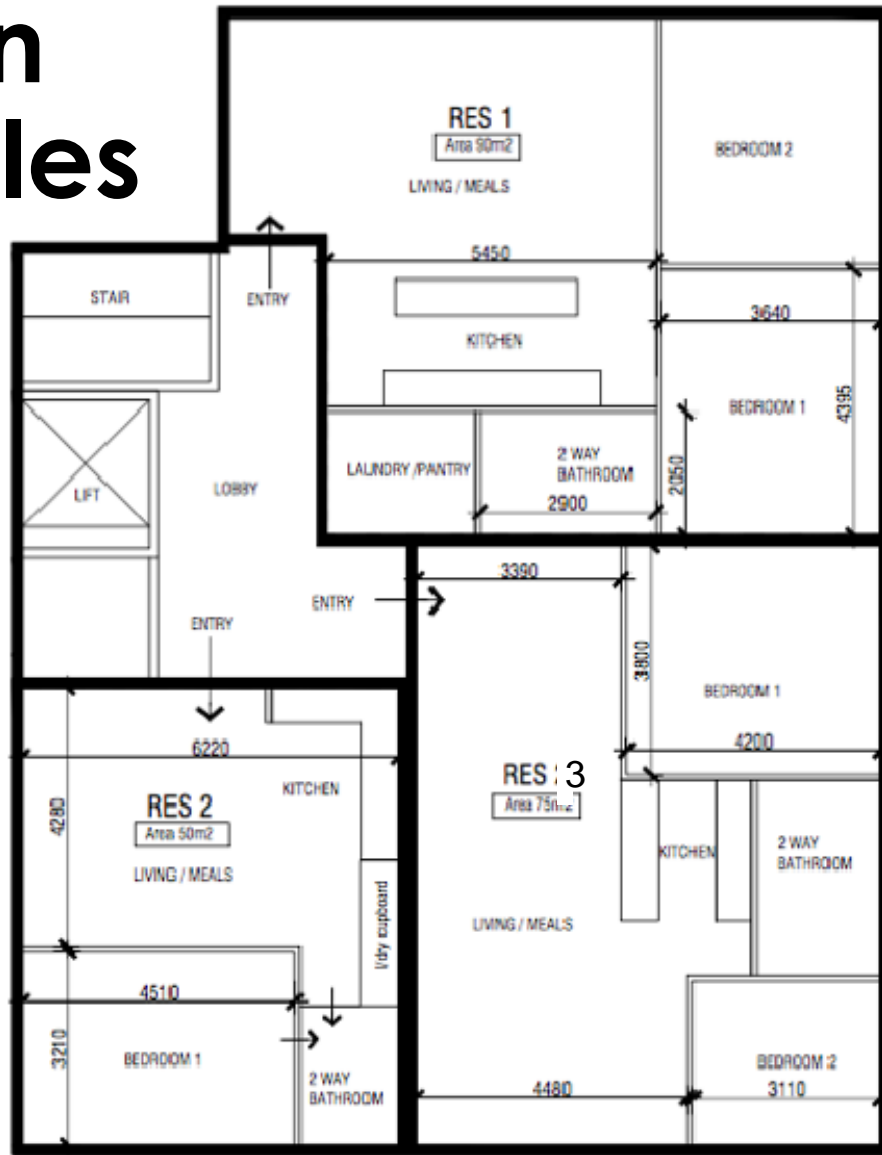 n
les
RES 1
Area 90m2
LIVING / MEALS
BEDROOM 2
5450
STAIR
ENTRY
3640
KITCHEN
BEDROOM 1
4395
LAUNDRY /PANTRY
2 WAY
BATHROOM
2050
LIFT
LOBBY
2900
3390
ENTRY
ENTRY
3800
BEDROOM 1
6220
4200
KITCHEN
RES 3
Area 75m2
RES 2
Area 50m2
4280
LIVING / MEALS
KITCHEN
2 WAY
BATHROOM
l/dry cupboard
LIVING / MEALS
4510
3210
BEDROOM 1
2 WAY
BATHROOM
BEDROOM 2
4480
3110